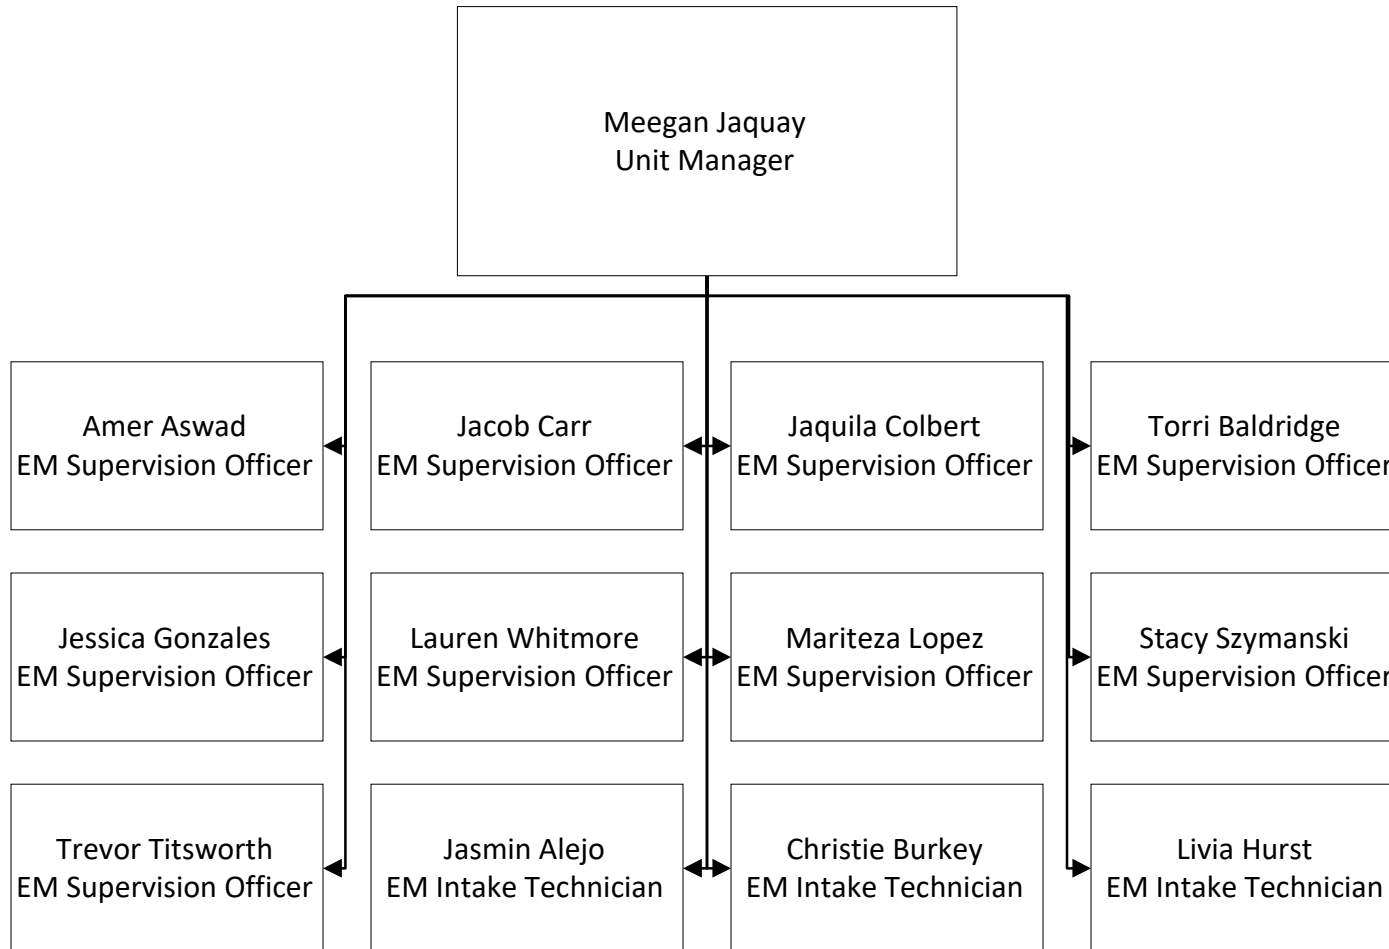 Meegan Jaquay
Unit Manager
Amer Aswad
EM Supervision Officer
Jacob Carr
EM Supervision Officer
Jaquila Colbert
EM Supervision Officer
Torri Baldridge
EM Supervision Officer
Jessica Gonzales
EM Supervision Officer
Lauren Whitmore
EM Supervision Officer
Mariteza Lopez
EM Supervision Officer
Stacy Szymanski
EM Supervision Officer
Trevor Titsworth
EM Supervision Officer
Jasmin Alejo
EM Intake Technician
Christie Burkey
EM Intake Technician
Livia Hurst
EM Intake Technician